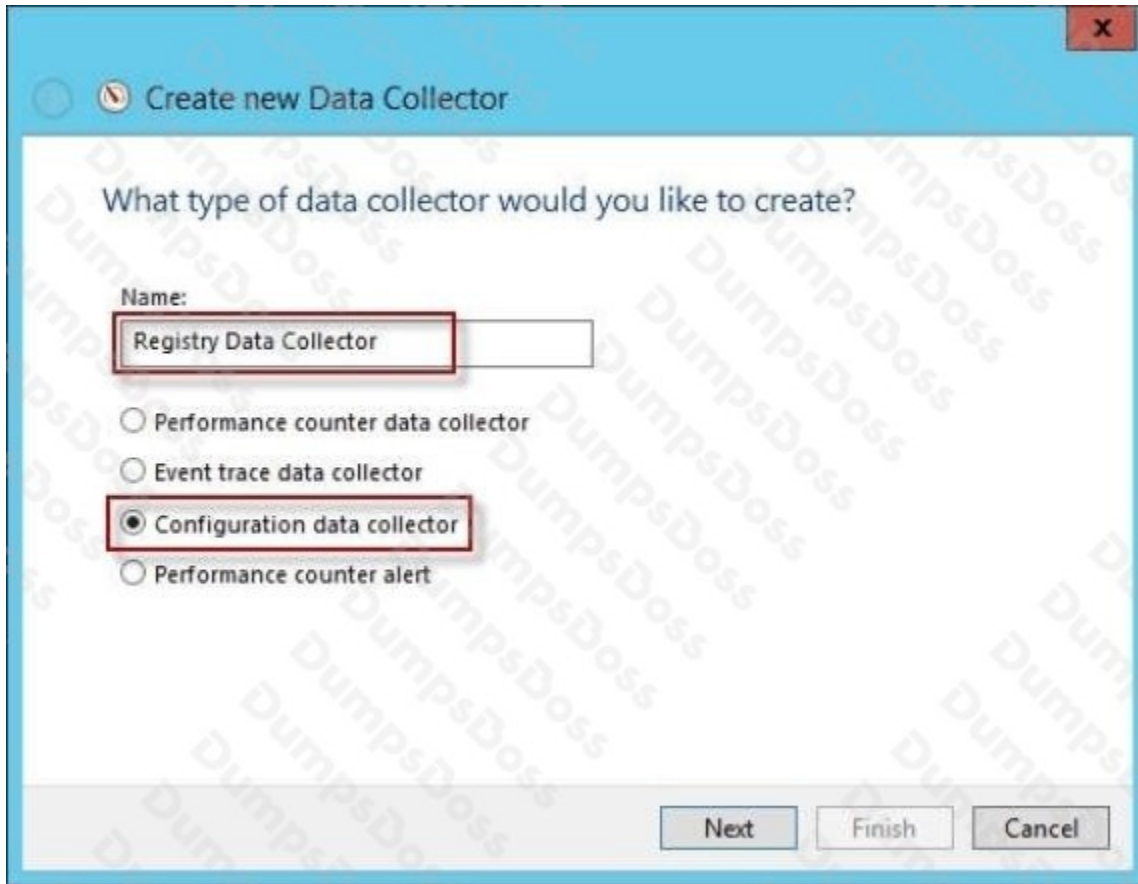 x
Create new Data Collector
What type of data collector would you like to create?
Name:
Registry Data Collector
Performance counter data collector
Event trace data collector
Configuration data collector
Performance counter alert
Next Finish Cancel
DumpsDoss